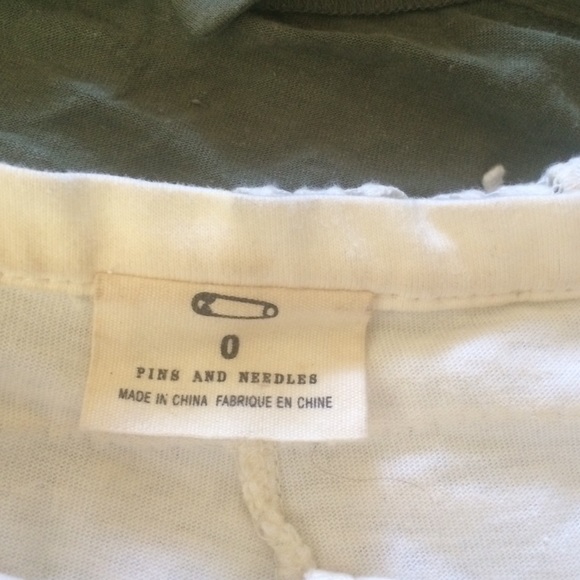 0
PINS AND NEEDLES
MADE IN CHINA FABRIQUE EN CHINE